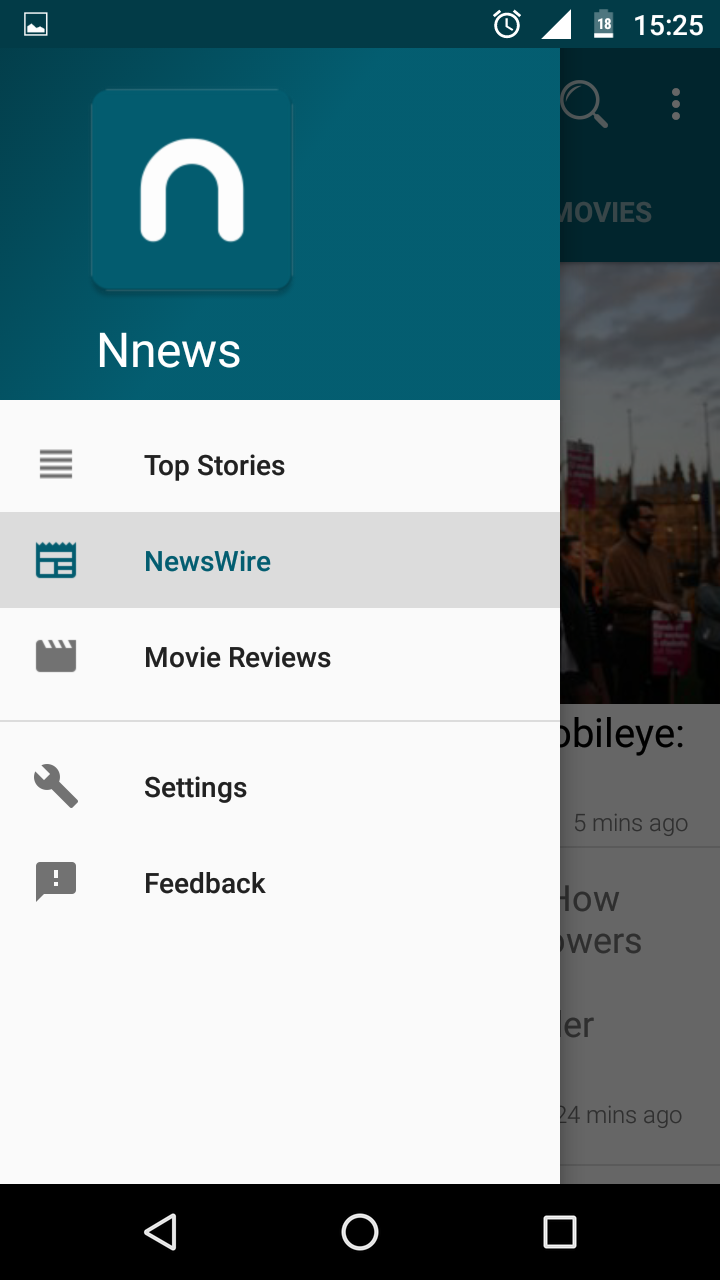 18 15:25
n
Nnews
MOVIES
Top Stories
NewsWire
Movie Reviews
Settings
Feedback
obileye:
5 mins ago
How
owers
er
24 mins ago